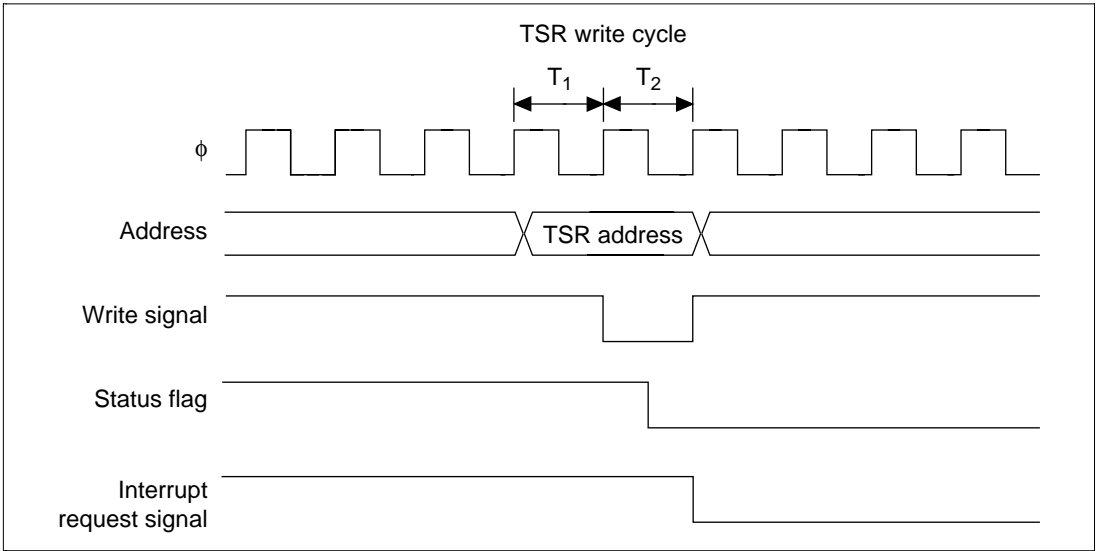 TSR write cycle
T1 T2
ϕ
Address
TSR address
Write signal
Status flag
Interrupt
request signal